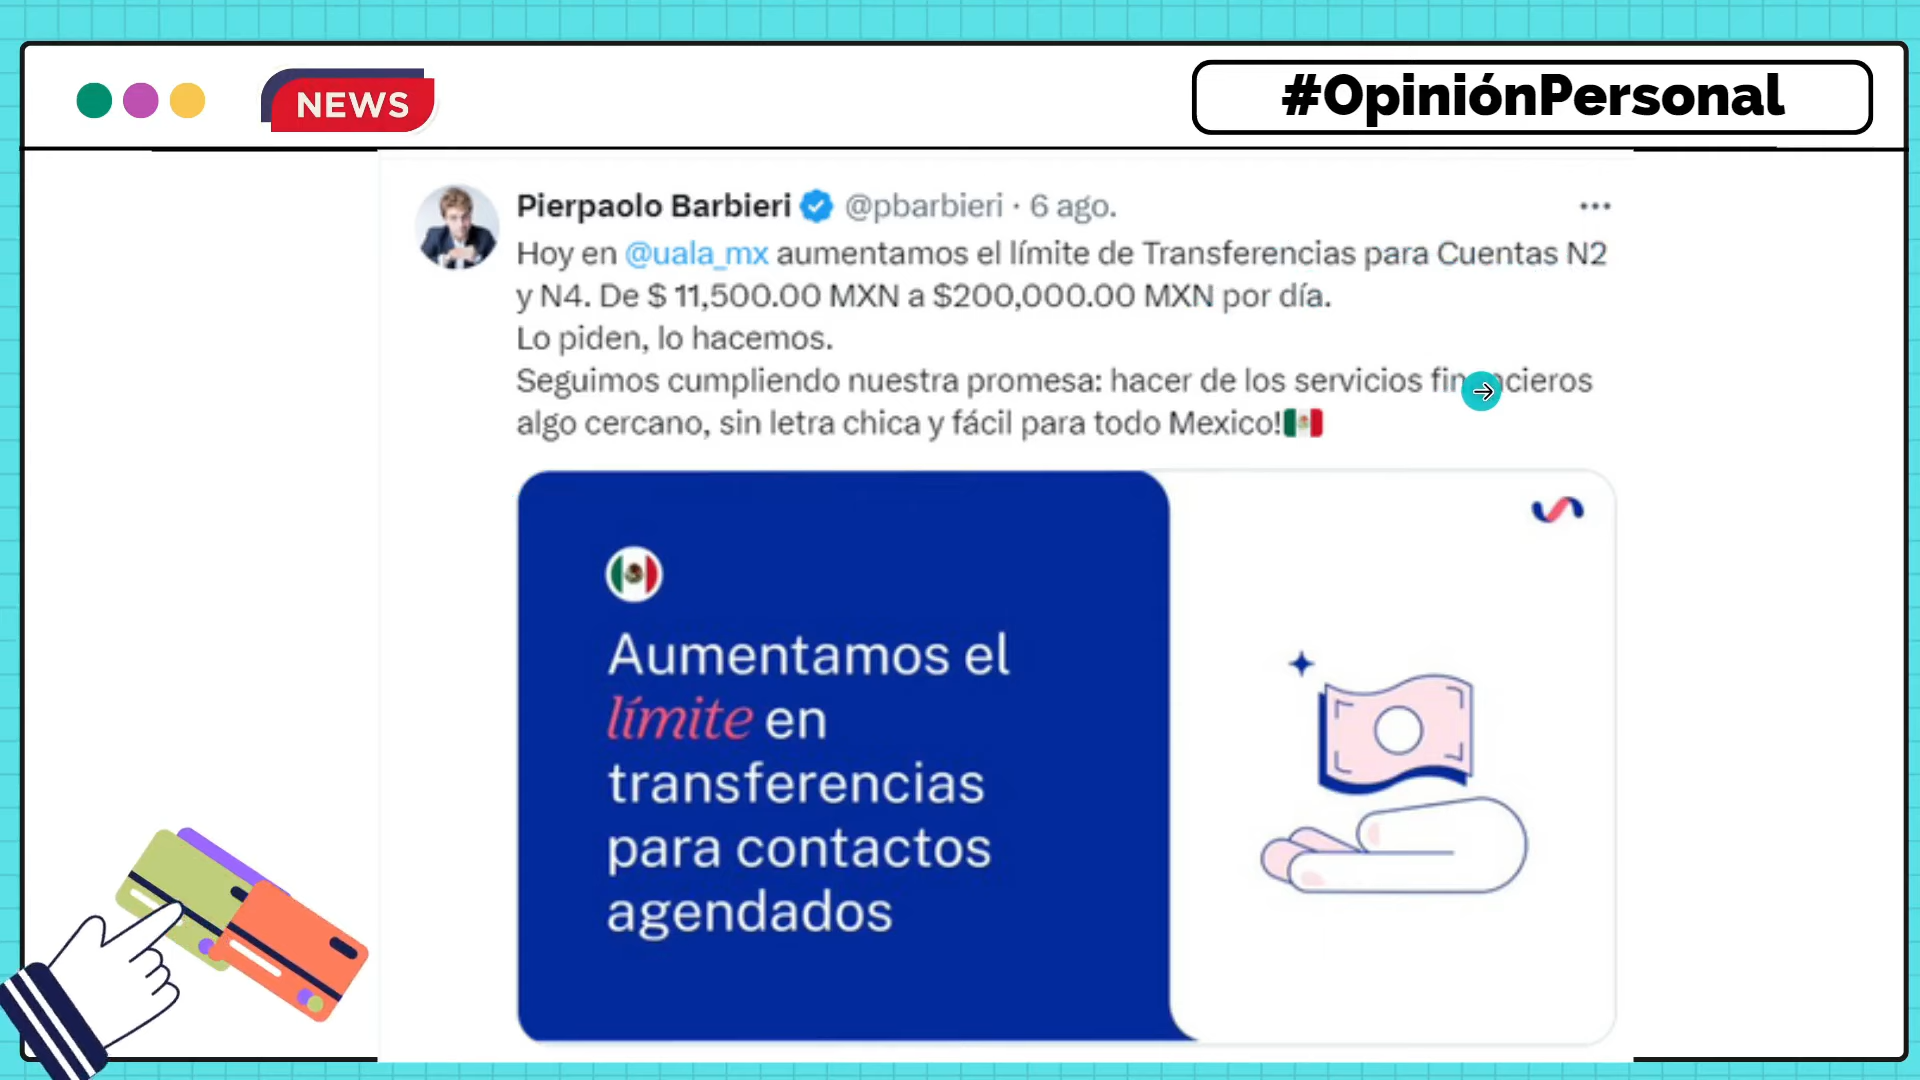 NEWS
#OpiniónPersonal
Pierpaolo Barbieri @pbarbieri · 6 ago.
Hoy en @uala_mx aumentamos el límite de Transferencias para Cuentas N2
y N4. De $ 11,500.00 MXN a $200,000.00 MXN por día.
Lo piden, lo hacemos.
Seguimos cumpliendo nuestra promesa: hacer de los servicios financieros
algo cercano, sin letra chica y fácil para todo Mexico!🇲🇽
Aumentamos el
límite en
transferencias
para contactos
agendados